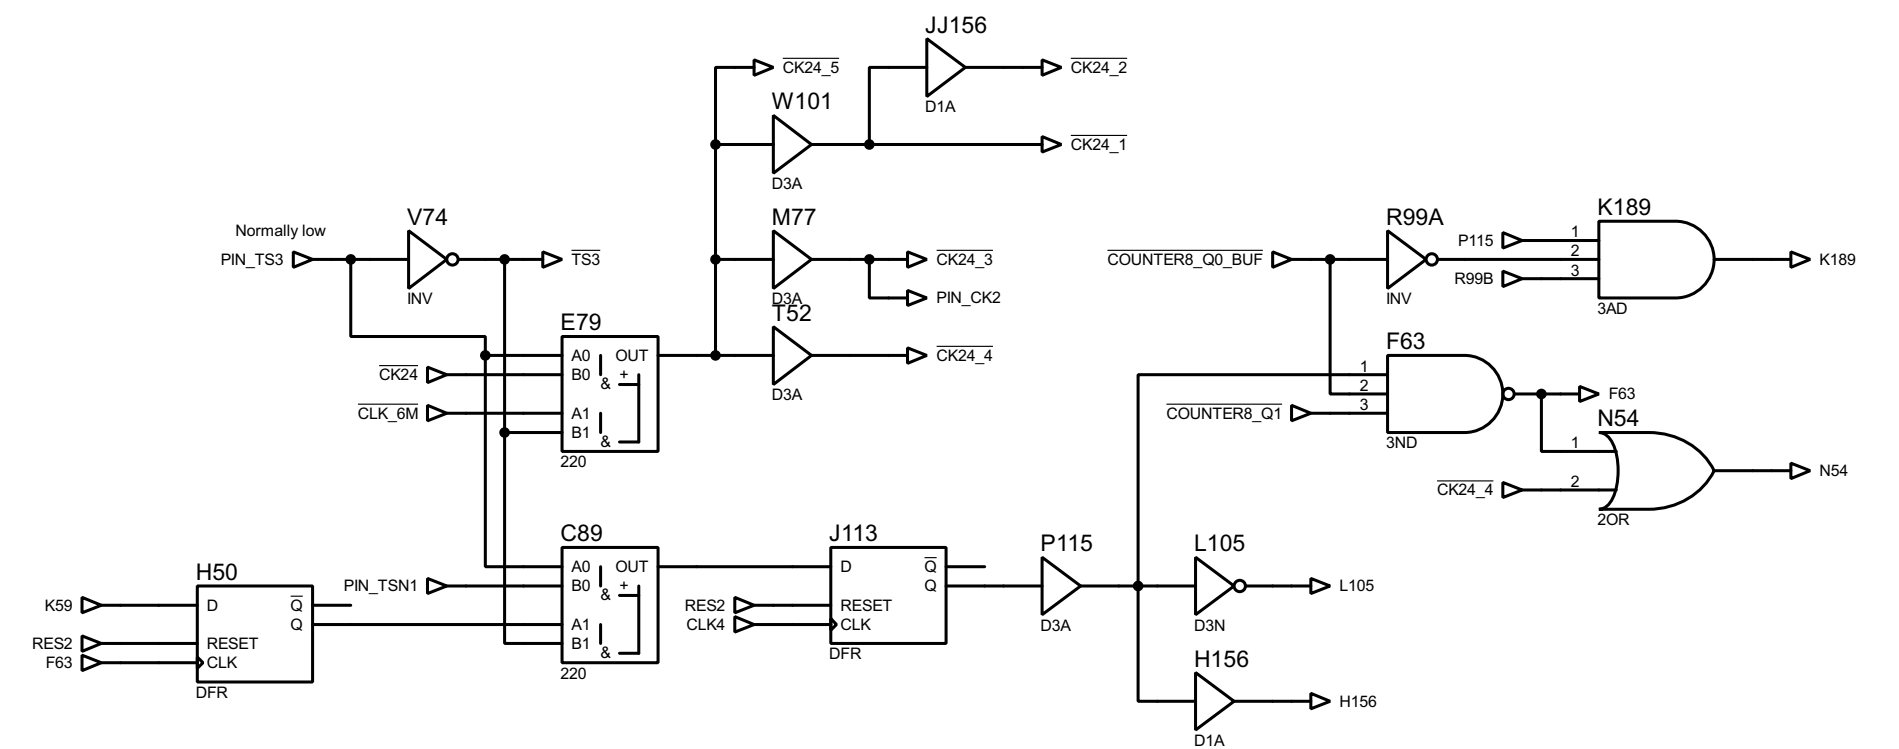 JJ156
CK24_5
CK24_2
W101
D1A
CK24_1
D3A
Normally low
V74
M77
R99A
K189
PIN_TS3
TS3
CK24_3
COUNTER8_Q0_BUF
P115
1
2
K189
R99B
3
INV
D3A
PIN_CK2
INV
3AD
E79
T52
F63
A0
OUT
CK24_4
CK24
B0
&
+
1
2
F63
CLK_6M
A1
D3A
COUNTER8_Q1
3
B1
&
3ND
N54
220
1
N54
CK24_4
2
2OR
C89
J113
P115
L105
H50
A0
OUT
D
Q
PIN_TSN1
B0
&
+
Q
L105
K59
D
Q
RES2
RESET
Q
A1
CLK4
CLK
D3A
D3N
RES2
RESET
B1
&
DFR
H156
F63
CLK
220
DFR
H156
D1A